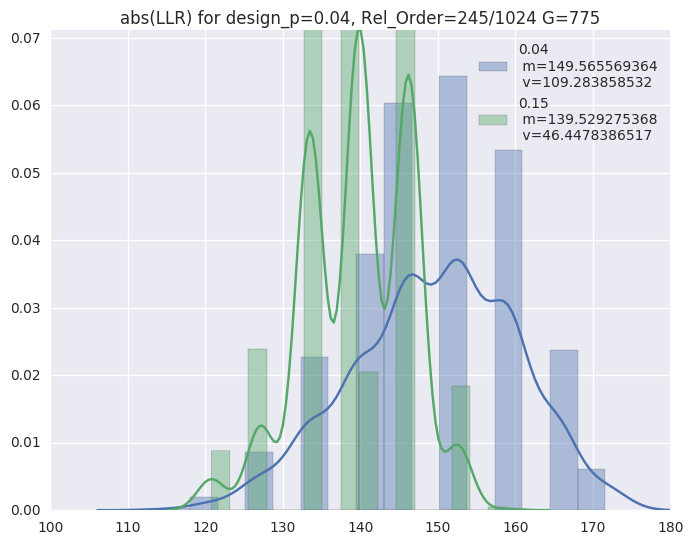 abs(LLR) for design_p=0.04, Rel_Order=245/1024 G=775
0.07
0.06
0.05
0.04
0.03
0.02
0.01
0.00
0.04
m=149.565569364
v=109.283858532
0.15
m=139.529275368
v=46.4478386517
100 110 120 130 140 150 160 170 180